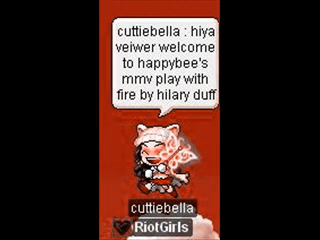 cuttiebella : hiya
veiwer welcome
to happybee's
mmv play with
fire by hilary duff
cuttiebella
RiotGirls